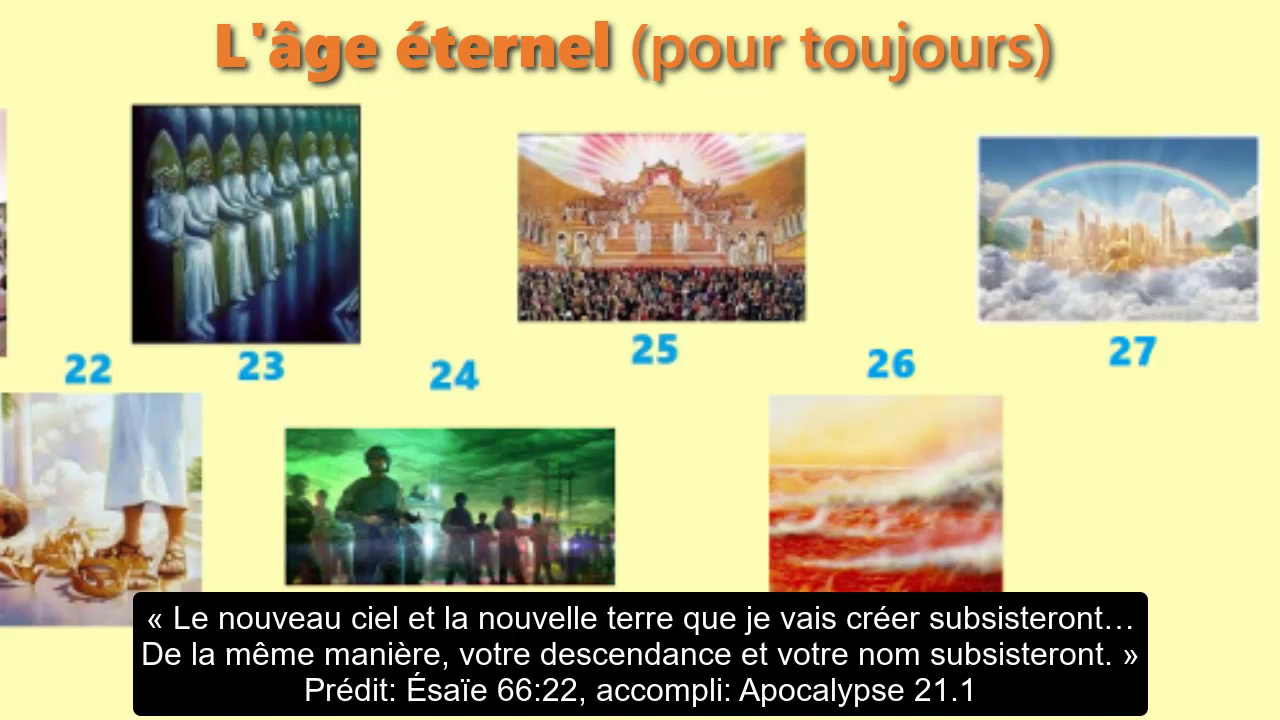 L'âge éternel (pour toujours)
22
23
24
25
26
27
« Le nouveau ciel et la nouvelle terre que je vais créer subsisteront…
De la même manière, votre descendance et votre nom subsisteront. »
Prédit: Ésaïe 66:22, accompli: Apocalypse 21.1